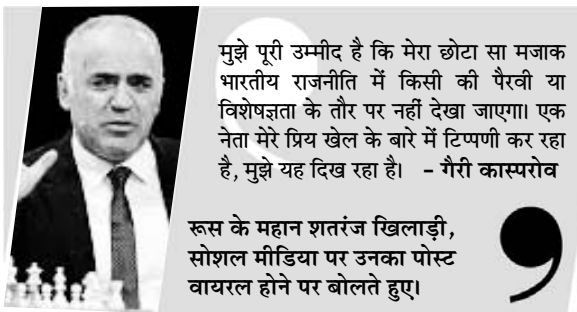 मुझे पूरी उम्मीद है कि मेरा छोटा सा मजाक
भारतीय राजनीति में किसी की पैरवी या
विशेषज्ञता के तौर पर नहीं देखा जाएगा। एक
नेता मेरे प्रिय खेल के बारे में टिप्पणी कर रहा
है, मुझे यह दिख रहा है। - गैरी कास्परोव
रूस के महान शतरंज खिलाड़ी,
सोशल मीडिया पर उनका पोस्ट
वायरल होने पर बोलते हुए।